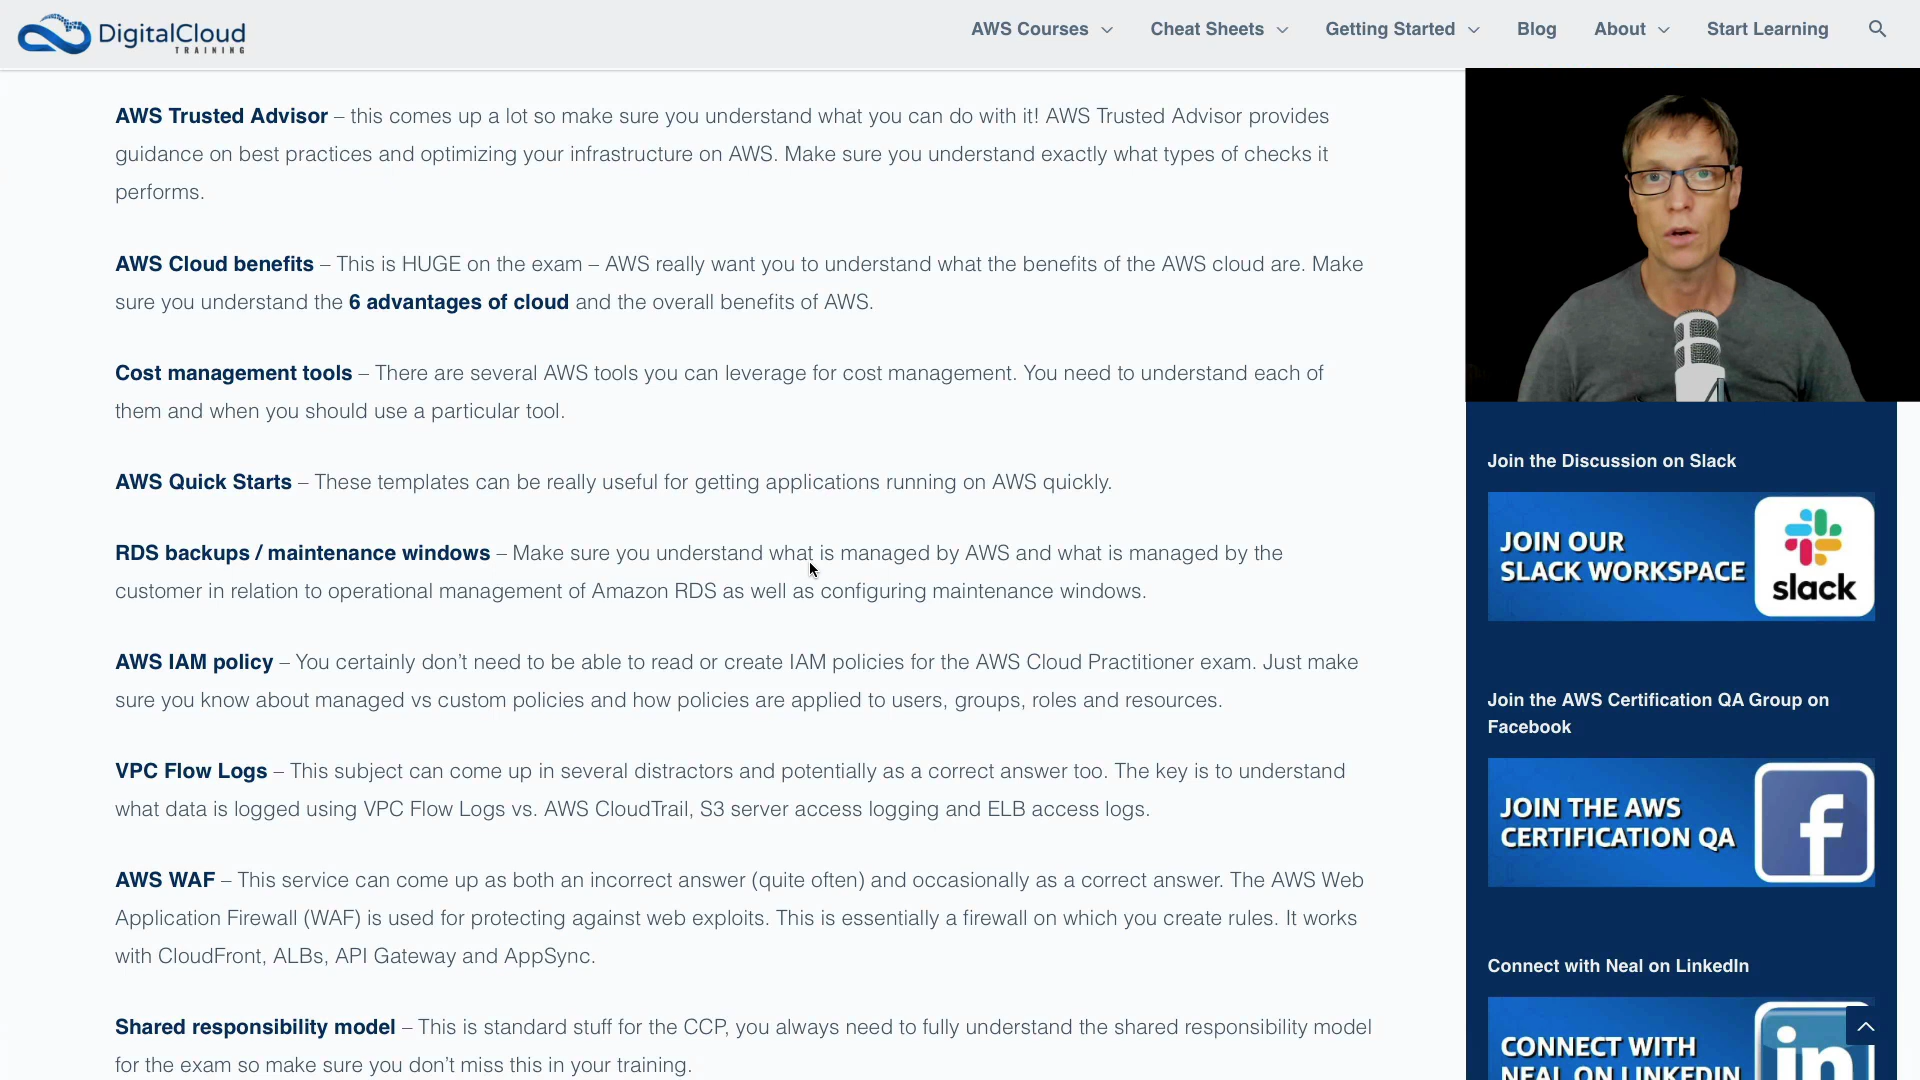 DigitalCloud
TRAINING
AWS Courses
Cheat Sheets
Getting Started
Blog
About
Start Learning
AWS Trusted Advisor – this comes up a lot so make sure you understand what you can do with it! AWS Trusted Advisor provides
guidance on best practices and optimizing your infrastructure on AWS. Make sure you understand exactly what types of checks it
performs.
AWS Cloud benefits – This is HUGE on the exam – AWS really want you to understand what the benefits of the AWS cloud are. Make
sure you understand the 6 advantages of cloud and the overall benefits of AWS.
Cost management tools – There are several AWS tools you can leverage for cost management. You need to understand each of
them and when you should use a particular tool.
AWS Quick Starts – These templates can be really useful for getting applications running on AWS quickly.
RDS backups / maintenance windows – Make sure you understand what is managed by AWS and what is managed by the
customer in relation to operational management of Amazon RDS as well as configuring maintenance windows.
AWS IAM policy – You certainly don’t need to be able to read or create IAM policies for the AWS Cloud Practitioner exam. Just make
sure you know about managed vs custom policies and how policies are applied to users, groups, roles and resources.
VPC Flow Logs – This subject can come up in several distractors and potentially as a correct answer too. The key is to understand
what data is logged using VPC Flow Logs vs. AWS CloudTrail, S3 server access logging and ELB access logs.
AWS WAF – This service can come up as both an incorrect answer (quite often) and occasionally as a correct answer. The AWS Web
Application Firewall (WAF) is used for protecting against web exploits. This is essentially a firewall on which you create rules. It works
with CloudFront, ALBs, API Gateway and AppSync.
Shared responsibility model – This is standard stuff for the CCP, you always need to fully understand the shared responsibility model
for the exam so make sure you don’t miss this in your training.
Join the Discussion on Slack
JOIN OUR
SLACK WORKSPACE
slack
Join the AWS Certification QA Group on
Facebook
JOIN THE AWS
CERTIFICATION QA
f
Connect with Neal on LinkedIn
CONNECT WITH
NEAL ON LINKEDIN
in